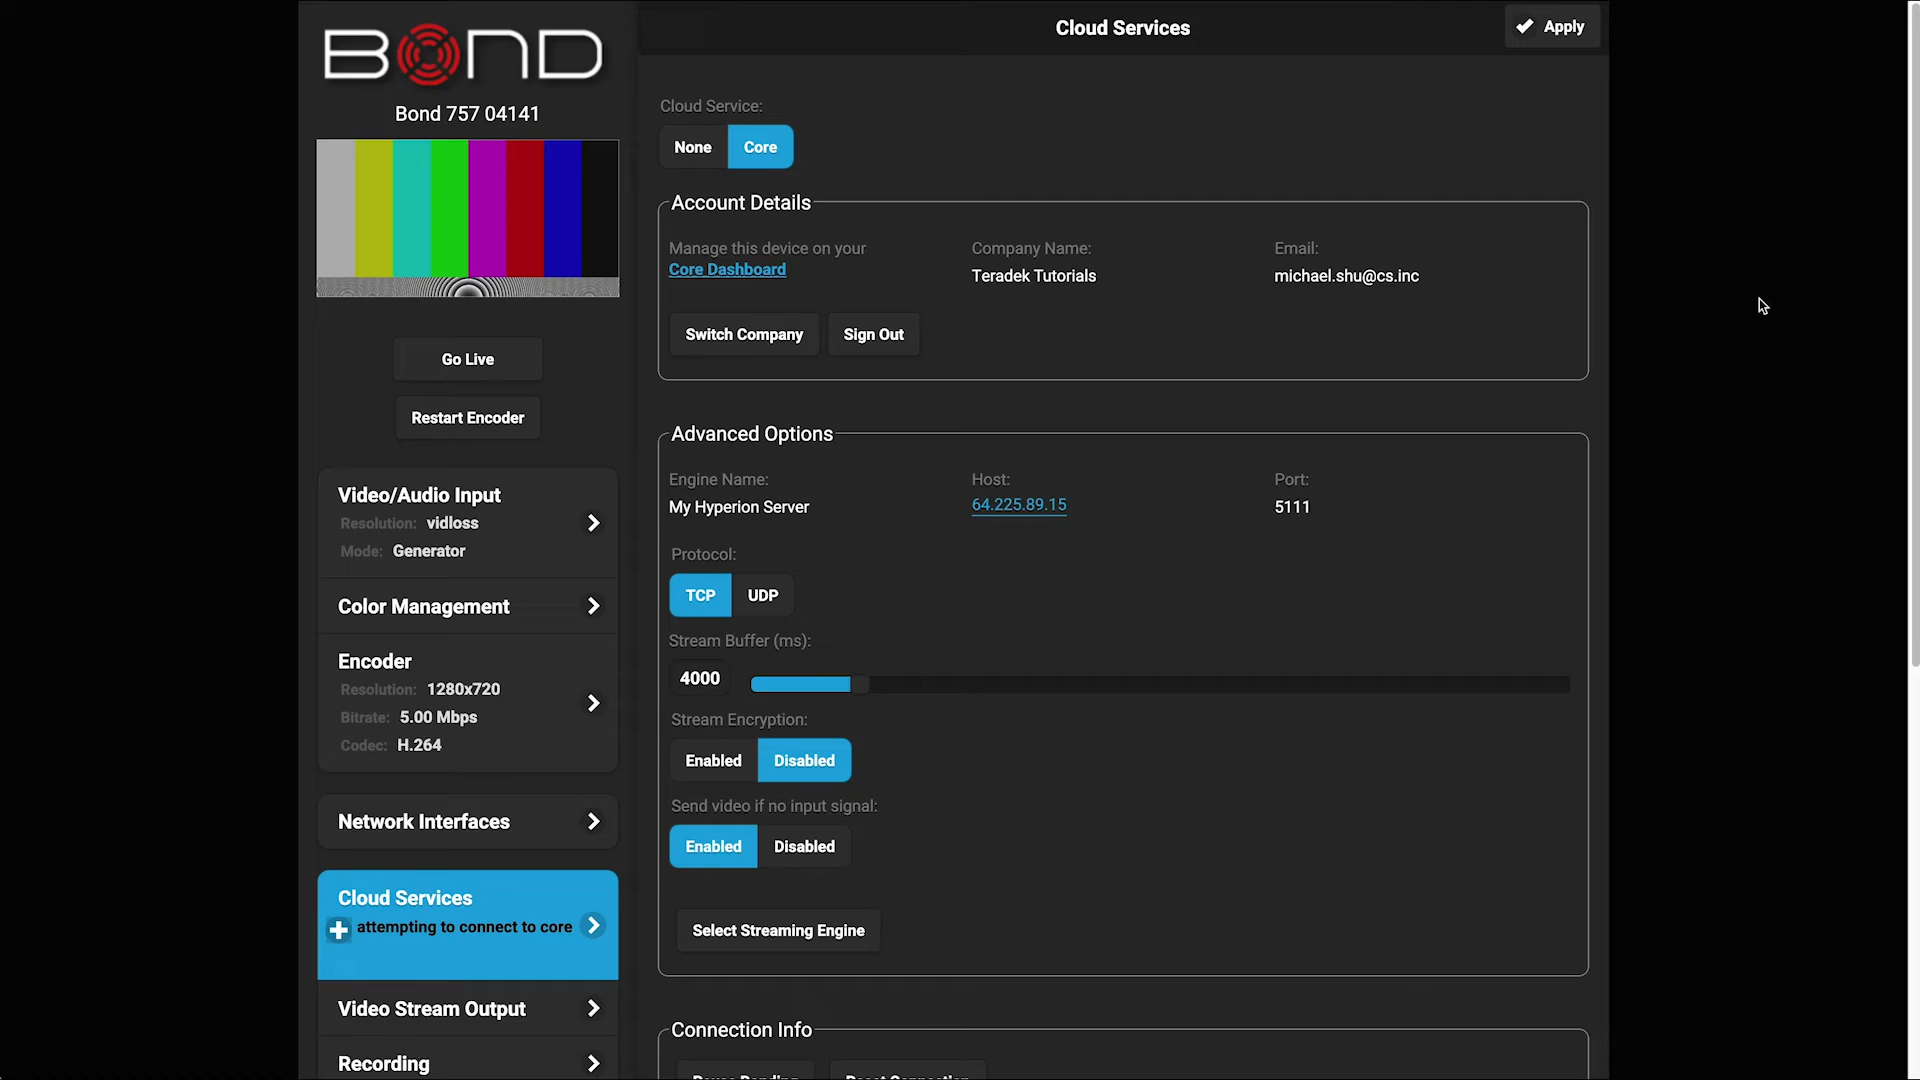 BOND
Bond 757 04141
Go Live
Restart Encoder
Video/Audio Input
Resolution: vidloss
Mode: Generator
Color Management
Encoder
Resolution: 1280x720
Bitrate: 5.00 Mbps
Codec: H.264
Network Interfaces
Cloud Services
attempting to connect to core
Video Stream Output
Recording
Cloud Services
Apply
Cloud Service:
None Core
Account Details
Manage this device on your
Core Dashboard
Company Name:
Teradek Tutorials
Email:
michael.shu@cs.inc
Switch Company Sign Out
Advanced Options
Engine Name:
My Hyperion Server
Host:
64.225.89.15
Port:
5111
Protocol:
TCP UDP
Stream Buffer (ms):
4000
Stream Encryption:
Enabled Disabled
Send video if no input signal:
Enabled Disabled
Select Streaming Engine
Connection Info